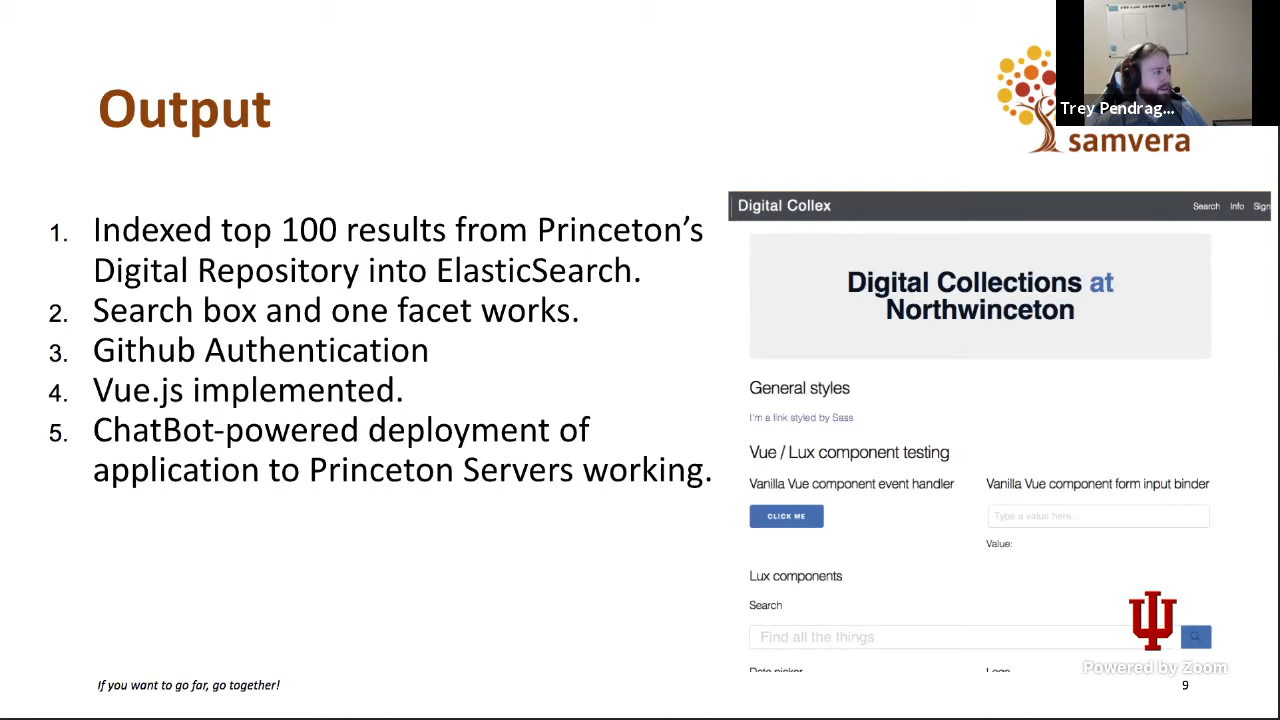 Output
Trey Pendrag...
samvera
1. Indexed top 100 results from Princeton’s
Digital Repository into ElasticSearch.
2. Search box and one facet works.
3. Github Authentication
4. Vue.js implemented.
5. ChatBot-powered deployment of
application to Princeton Servers working.
Digital Collex
Search Info Sign
Digital Collections at
Northwinceton
General styles
I'm a link styled by Sass
Vue / Lux component testing
Vanilla Vue component event handler
Vanilla Vue component form input binder
CLICK ME
Type a value here...
Value:
Lux components
Search
Find all the things
Date picker
Logo
Powered by Zoom
If you want to go far, go together!
9